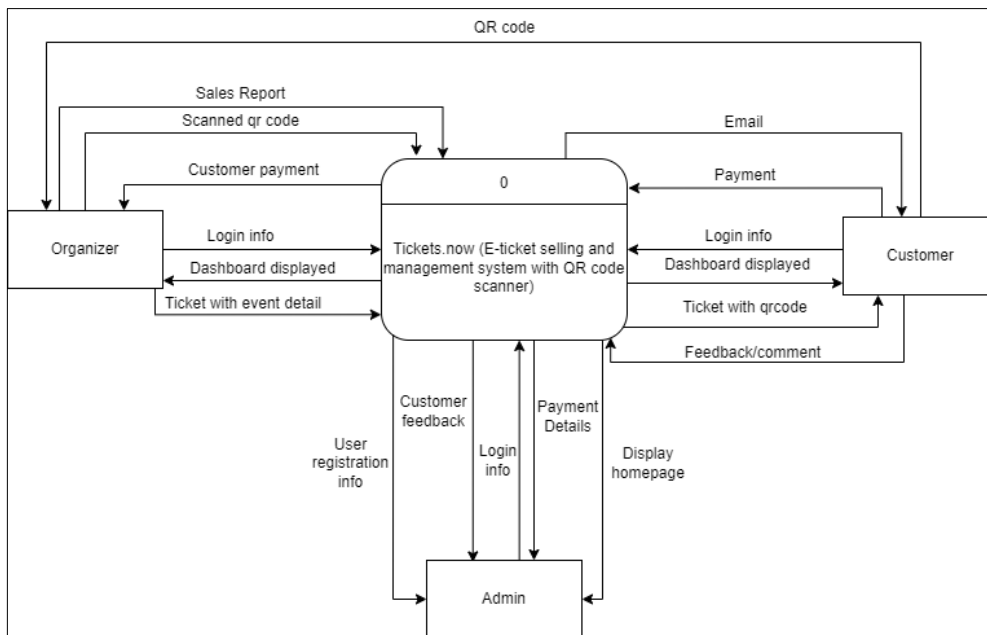 QR code
Sales Report
Scanned qr code
Email
Customer payment
0
Payment
Organizer
Login info
Tickets.now (E-ticket selling and
management system with QR code
scanner)
Login info
Customer
Dashboard displayed
Dashboard displayed
Ticket with event detail
Ticket with qrcode
Feedback/comment
Customer
feedback
Payment
Details
User
registration
info
Login
info
Display
homepage
Admin